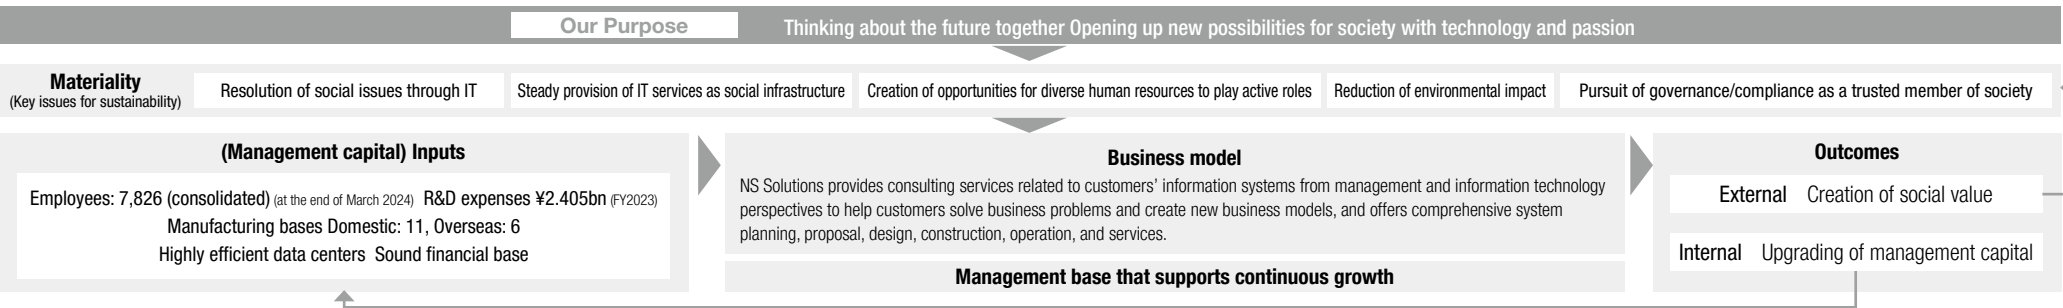 Our Purpose Thinking about the future together Opening up new possibilities for society with technology and passion
Materiality
(Key issues for sustainability)
Resolution of social issues through IT
Steady provision of IT services as social infrastructure
Creation of opportunities for diverse human resources to play active roles
Reduction of environmental impact
Pursuit of governance/compliance as a trusted member of society
(Management capital) Inputs
Employees: 7,826 (consolidated) (at the end of March 2024) R&D expenses ¥2.405bn (FY2023)
Manufacturing bases Domestic: 11, Overseas: 6
Highly efficient data centers Sound financial base
Business model
NS Solutions provides consulting services related to customers’ information systems from management and information technology
perspectives to help customers solve business problems and create new business models, and offers comprehensive system
planning, proposal, design, construction, operation, and services.
Management base that supports continuous growth
Outcomes
External Creation of social value
Internal Upgrading of management capital